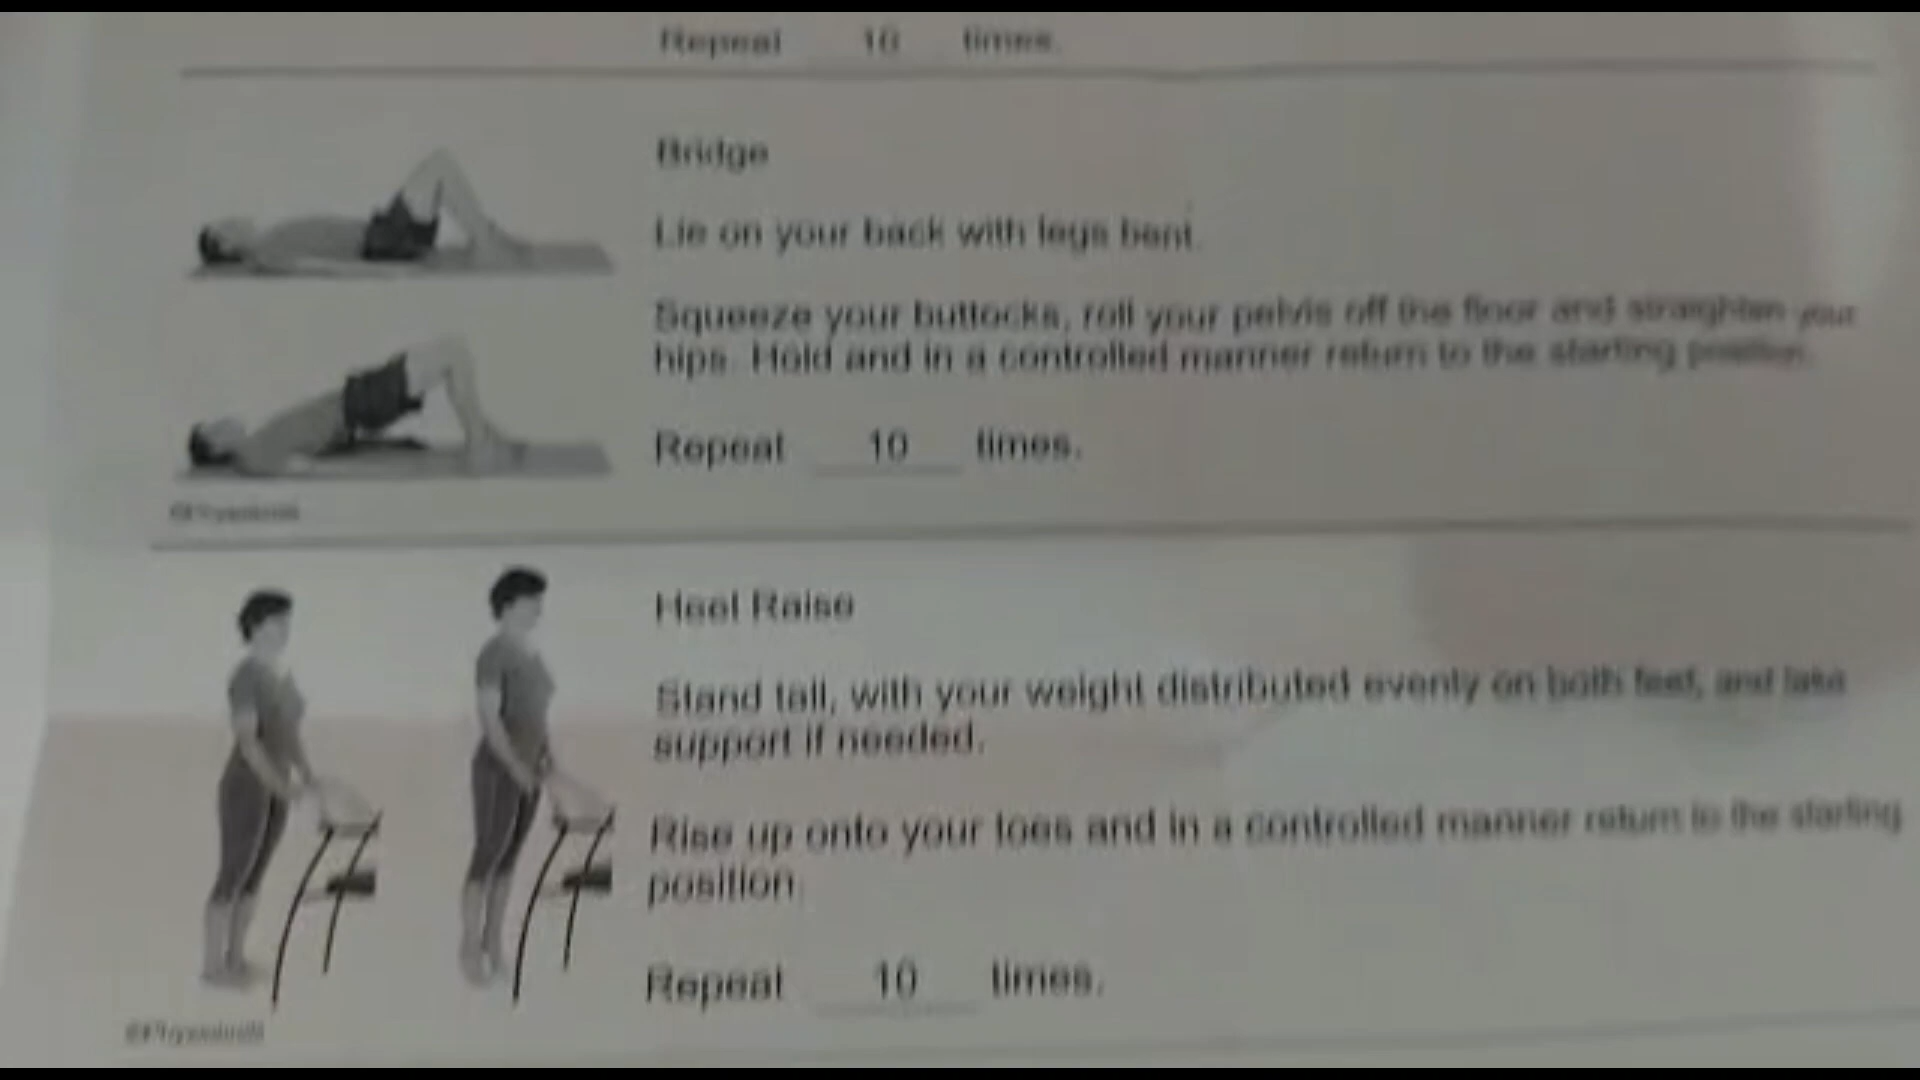 Repeat 10 times.
Bridge
Lie on your back with legs bent.
Squeeze your buttocks, roll your pelvis off the floor and straighten your
hips. Hold and in a controlled manner return to the starting position.
Repeat 10 times.
©Physiotools
Heel Raise
Stand tall, with your weight distributed evenly on both feet, and take
support if needed.
Rise up onto your toes and in a controlled manner return to the starting
position.
Repeat 10 times.
©Physiotools